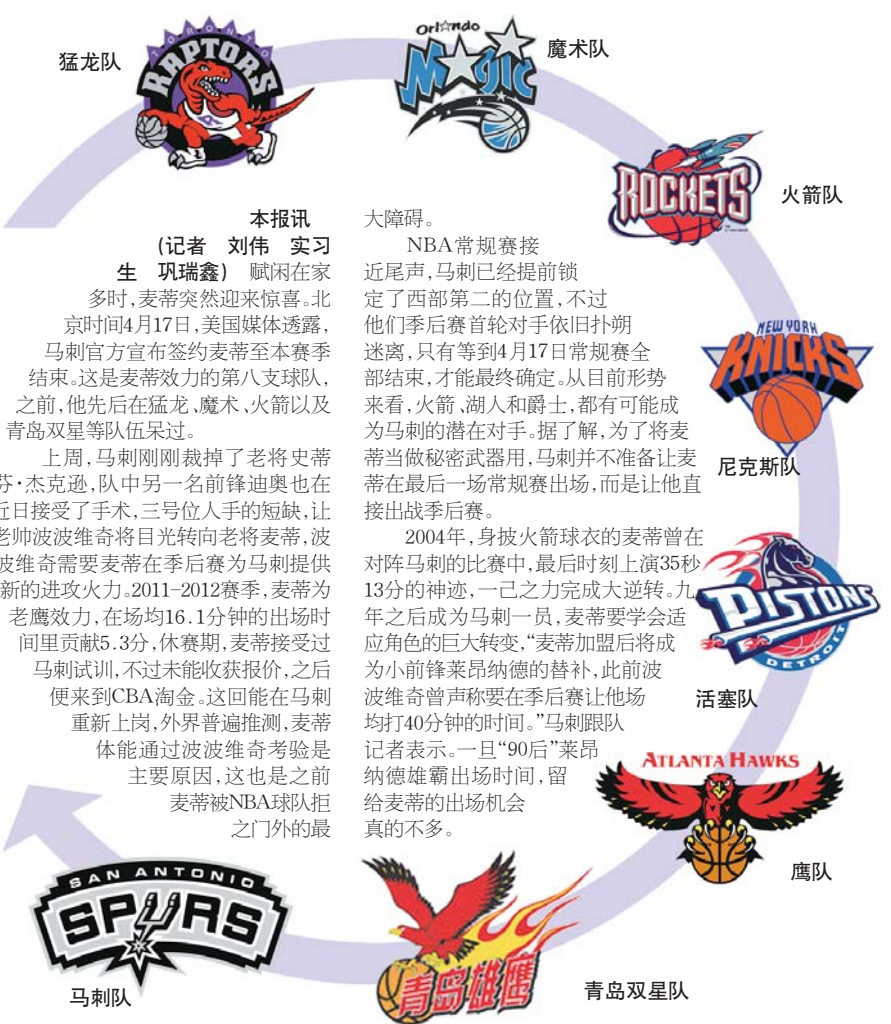 TORONTO
RAPTORS
猛龙队
Orlando
MAGIC
魔术队
ROCKETS
火箭队
NEW YORK
KNICKS
尼克斯队
PISTONS
DETROIT
活塞队
ATLANTA HAWKS
鹰队
青岛雄鹰
青岛双星队
SAN ANTONIO
SPURS
马刺队
本报讯
(记者 刘伟 实习
生 巩瑞鑫) 赋闲在家
多时,麦蒂突然迎来惊喜。北
京时间4月17日,美国媒体透露,
马刺官方宣布签约麦蒂至本赛季
结束。这是麦蒂效力的第八支球队,
之前,他先后在猛龙、魔术、火箭以及
青岛双星等队伍呆过。
上周,马刺刚刚裁掉了老将史蒂
芬·杰克逊,队中另一名前锋迪奥也在
近日接受了手术,三号位人手的短缺,让
老帅波波维奇将目光转向老将麦蒂,波
波维奇需要麦蒂在季后赛为马刺提供
新的进攻火力。2011-2012赛季,麦蒂为
老鹰效力,在场均16.1分钟的出场时
间里贡献5.3分,休赛期,麦蒂接受过
马刺试训,不过未能收获报价,之后
便来到CBA淘金。这回能在马刺
重新上岗,外界普遍推测,麦蒂
体能通过波波维奇考验是
主要原因,这也是之前
麦蒂被NBA球队拒
之门外的最
大障碍。
NBA常规赛接
近尾声,马刺已经提前锁
定了西部第二的位置,不过
他们季后赛首轮对手依旧扑朔
迷离,只有等到4月17日常规赛全
部结束,才能最终确定。从目前形势
来看,火箭、湖人和爵士,都有可能成
为马刺的潜在对手。据了解,为了将麦
蒂当做秘密武器用,马刺并不准备让麦
蒂在最后一场常规赛出场,而是让他直
接出战季后赛。
2004年,身披火箭球衣的麦蒂曾在
对阵马刺的比赛中,最后时刻上演35秒
13分的神迹,一己之力完成大逆转。九
年之后成为马刺一员,麦蒂要学会适
应角色的巨大转变,“麦蒂加盟后将成
为小前锋莱昂纳德的替补,此前波
波维奇曾声称要在季后赛让他场
均打40分钟的时间。”马刺跟队
记者表示。一旦“90后”莱昂
纳德雄霸出场时间,留
给麦蒂的出场机会
真的不多。